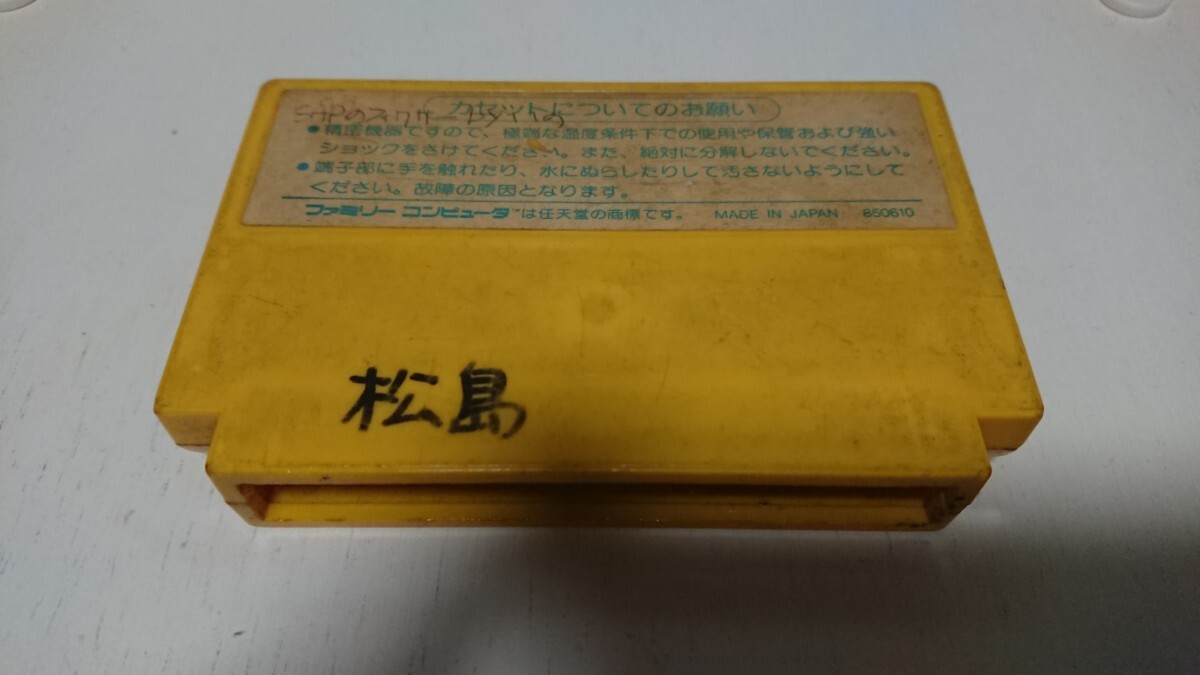 カセットについてのお願い
●精密機器ですので、極端な温度条件下での使用や保管および強い
ショックをさけてください。また、絶対に分解しないでください。
●端子部に手を触れたり、水にぬらしたりして汚さないようにして
ください。故障の原因となります。
ファミリー コンピュータ™は任天堂の商標です。 MADE IN JAPAN 850610
松島